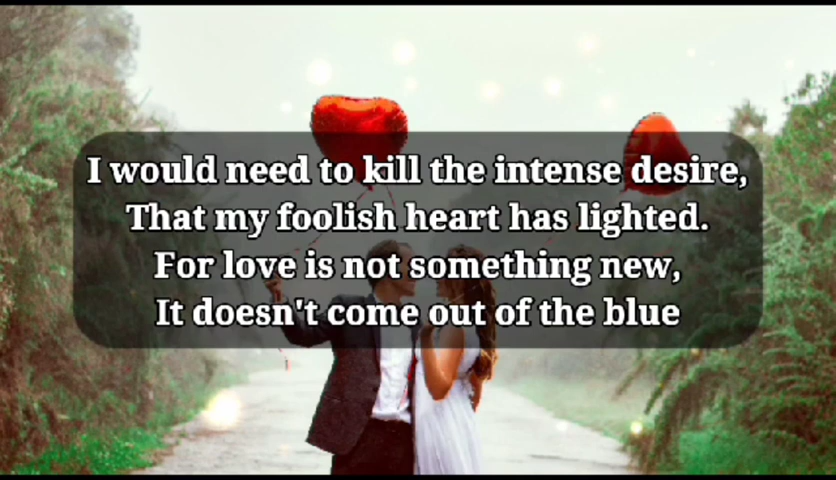 I would need to kill the intense desire,
That my foolish heart has lighted.
For love is not something new,
It doesn't come out of the blue